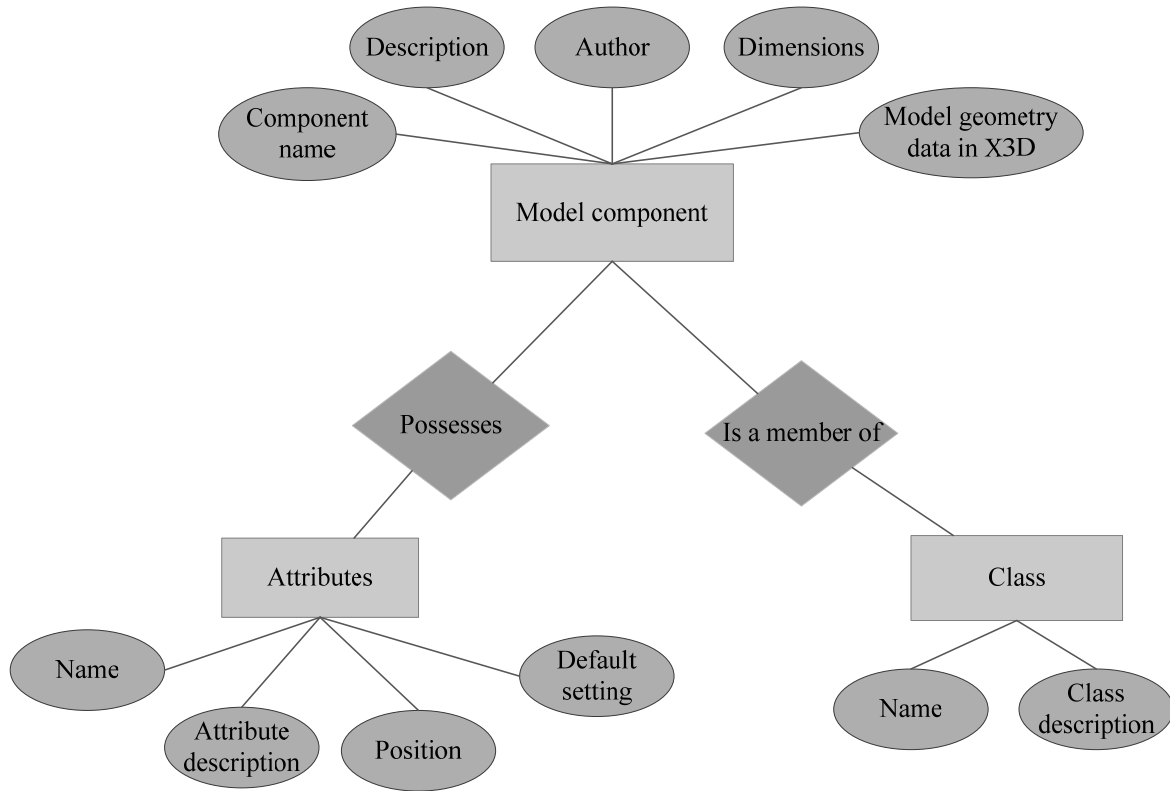 Description
Author
Dimensions
Component
name
Model geometry
data in X3D
Model component
Possesses
Is a member of
Attributes
Class
Name
Default
setting
Attribute
description
Position
Name
Class
description